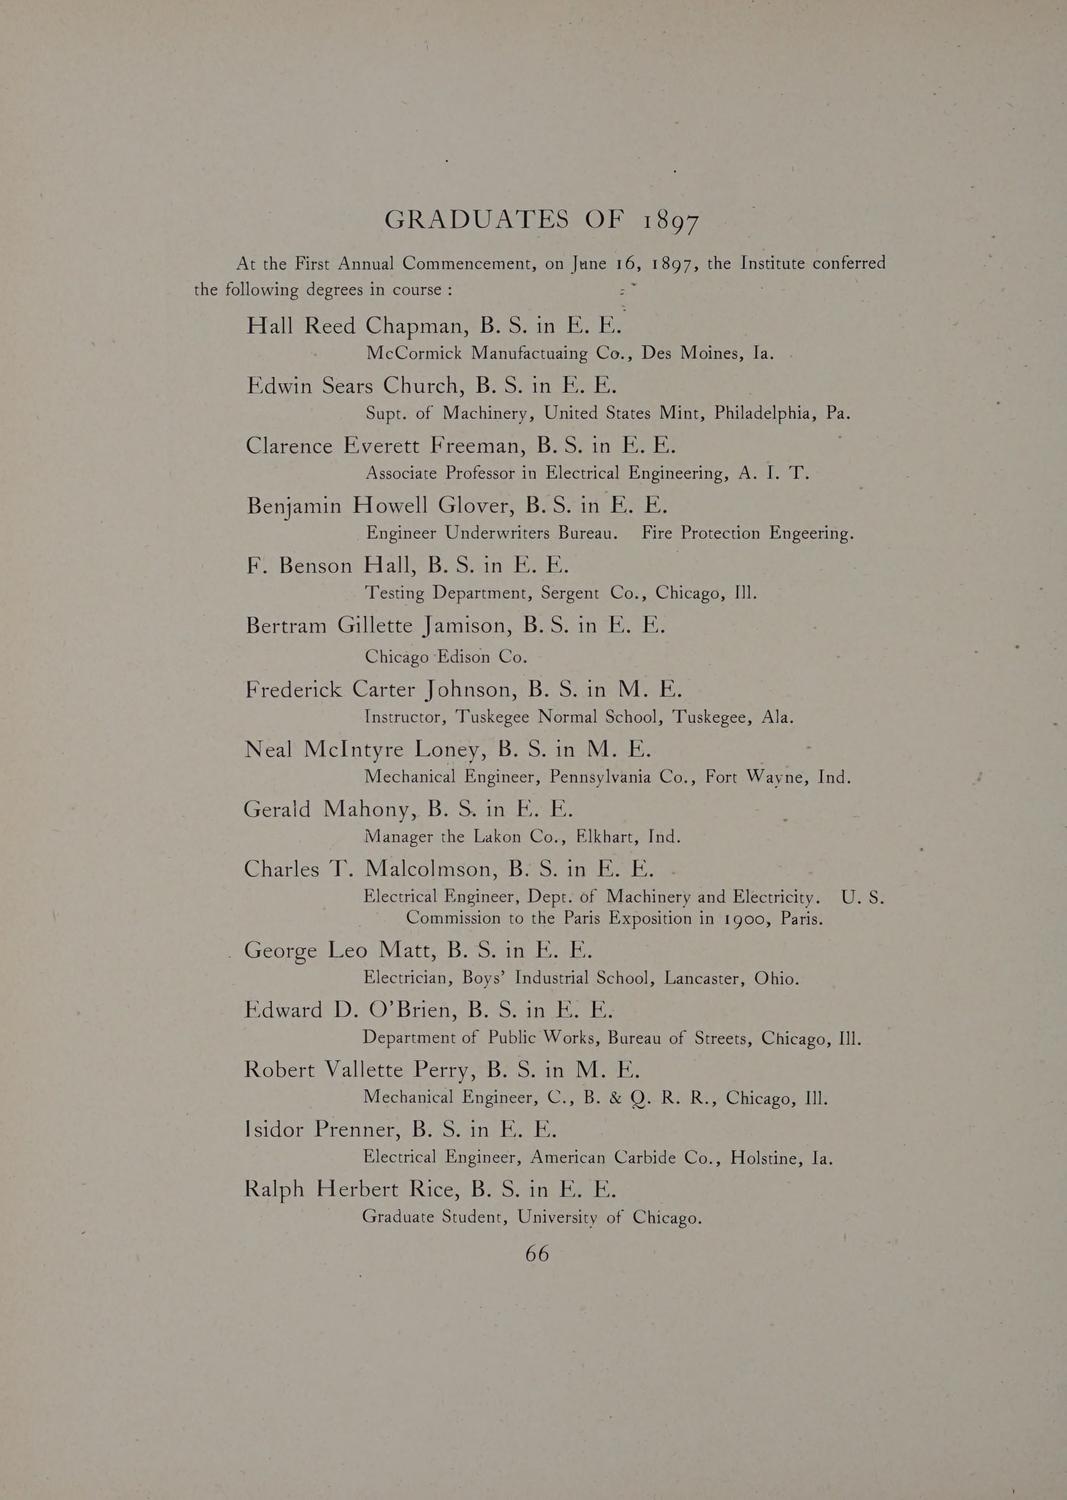 GRADUATES OF 1897
At the First Annual Commencement, on June 16, 1897, the Institute conferred
the following degrees in course :
Hall Reed Chapman, B. S. in E. E.
McCormick Manufactuaing Co., Des Moines, Ia.
Edwin Sears Church, B. S. in E. E.
Supt. of Machinery, United States Mint, Philadelphia, Pa.
Clarence Everett Freeman, B. S. in E. E.
Associate Professor in Electrical Engineering, A. I. T.
Benjamin Howell Glover, B. S. in E. E.
Engineer Underwriters Bureau. Fire Protection Engeering.
F. Benson Hall, B. S. in E. E.
Testing Department, Sergent Co., Chicago, Ill.
Bertram Gillette Jamison, B. S. in E. E.
Chicago Edison Co.
Frederick Carter Johnson, B. S. in M. E.
Instructor, Tuskegee Normal School, Tuskegee, Ala.
Neal McIntyre Loney, B. S. in M. E.
Mechanical Engineer, Pennsylvania Co., Fort Wayne, Ind.
Gerald Mahony, B. S. in E. E.
Manager the Lakon Co., Elkhart, Ind.
Charles T. Malcolmson, B. S. in E. E.
Electrical Engineer, Dept. of Machinery and Electricity. U. S.
Commission to the Paris Exposition in 1900, Paris.
George Leo Matt, B. S. in E. E.
Electrician, Boys’ Industrial School, Lancaster, Ohio.
Edward D. O’Brien, B. S. in E. E.
Department of Public Works, Bureau of Streets, Chicago, Ill.
Robert Vallette Perry, B. S. in M. E.
Mechanical Engineer, C., B. & Q. R. R., Chicago, Ill.
Isidor Prenner, B. S. in E. E.
Electrical Engineer, American Carbide Co., Holstine, Ia.
Ralph Herbert Rice, B. S. in E. E.
Graduate Student, University of Chicago.
66